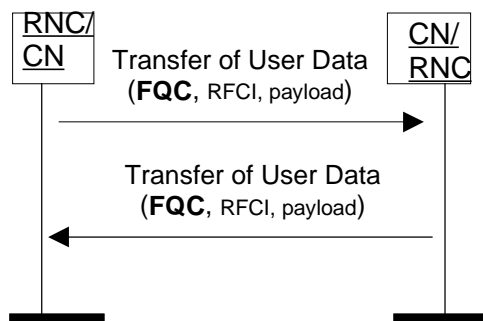 RNC/
CN
CN/
RNC
Transfer of User Data
(FQC, RFCI, payload)
Transfer of User Data
(FQC, RFCI, payload)